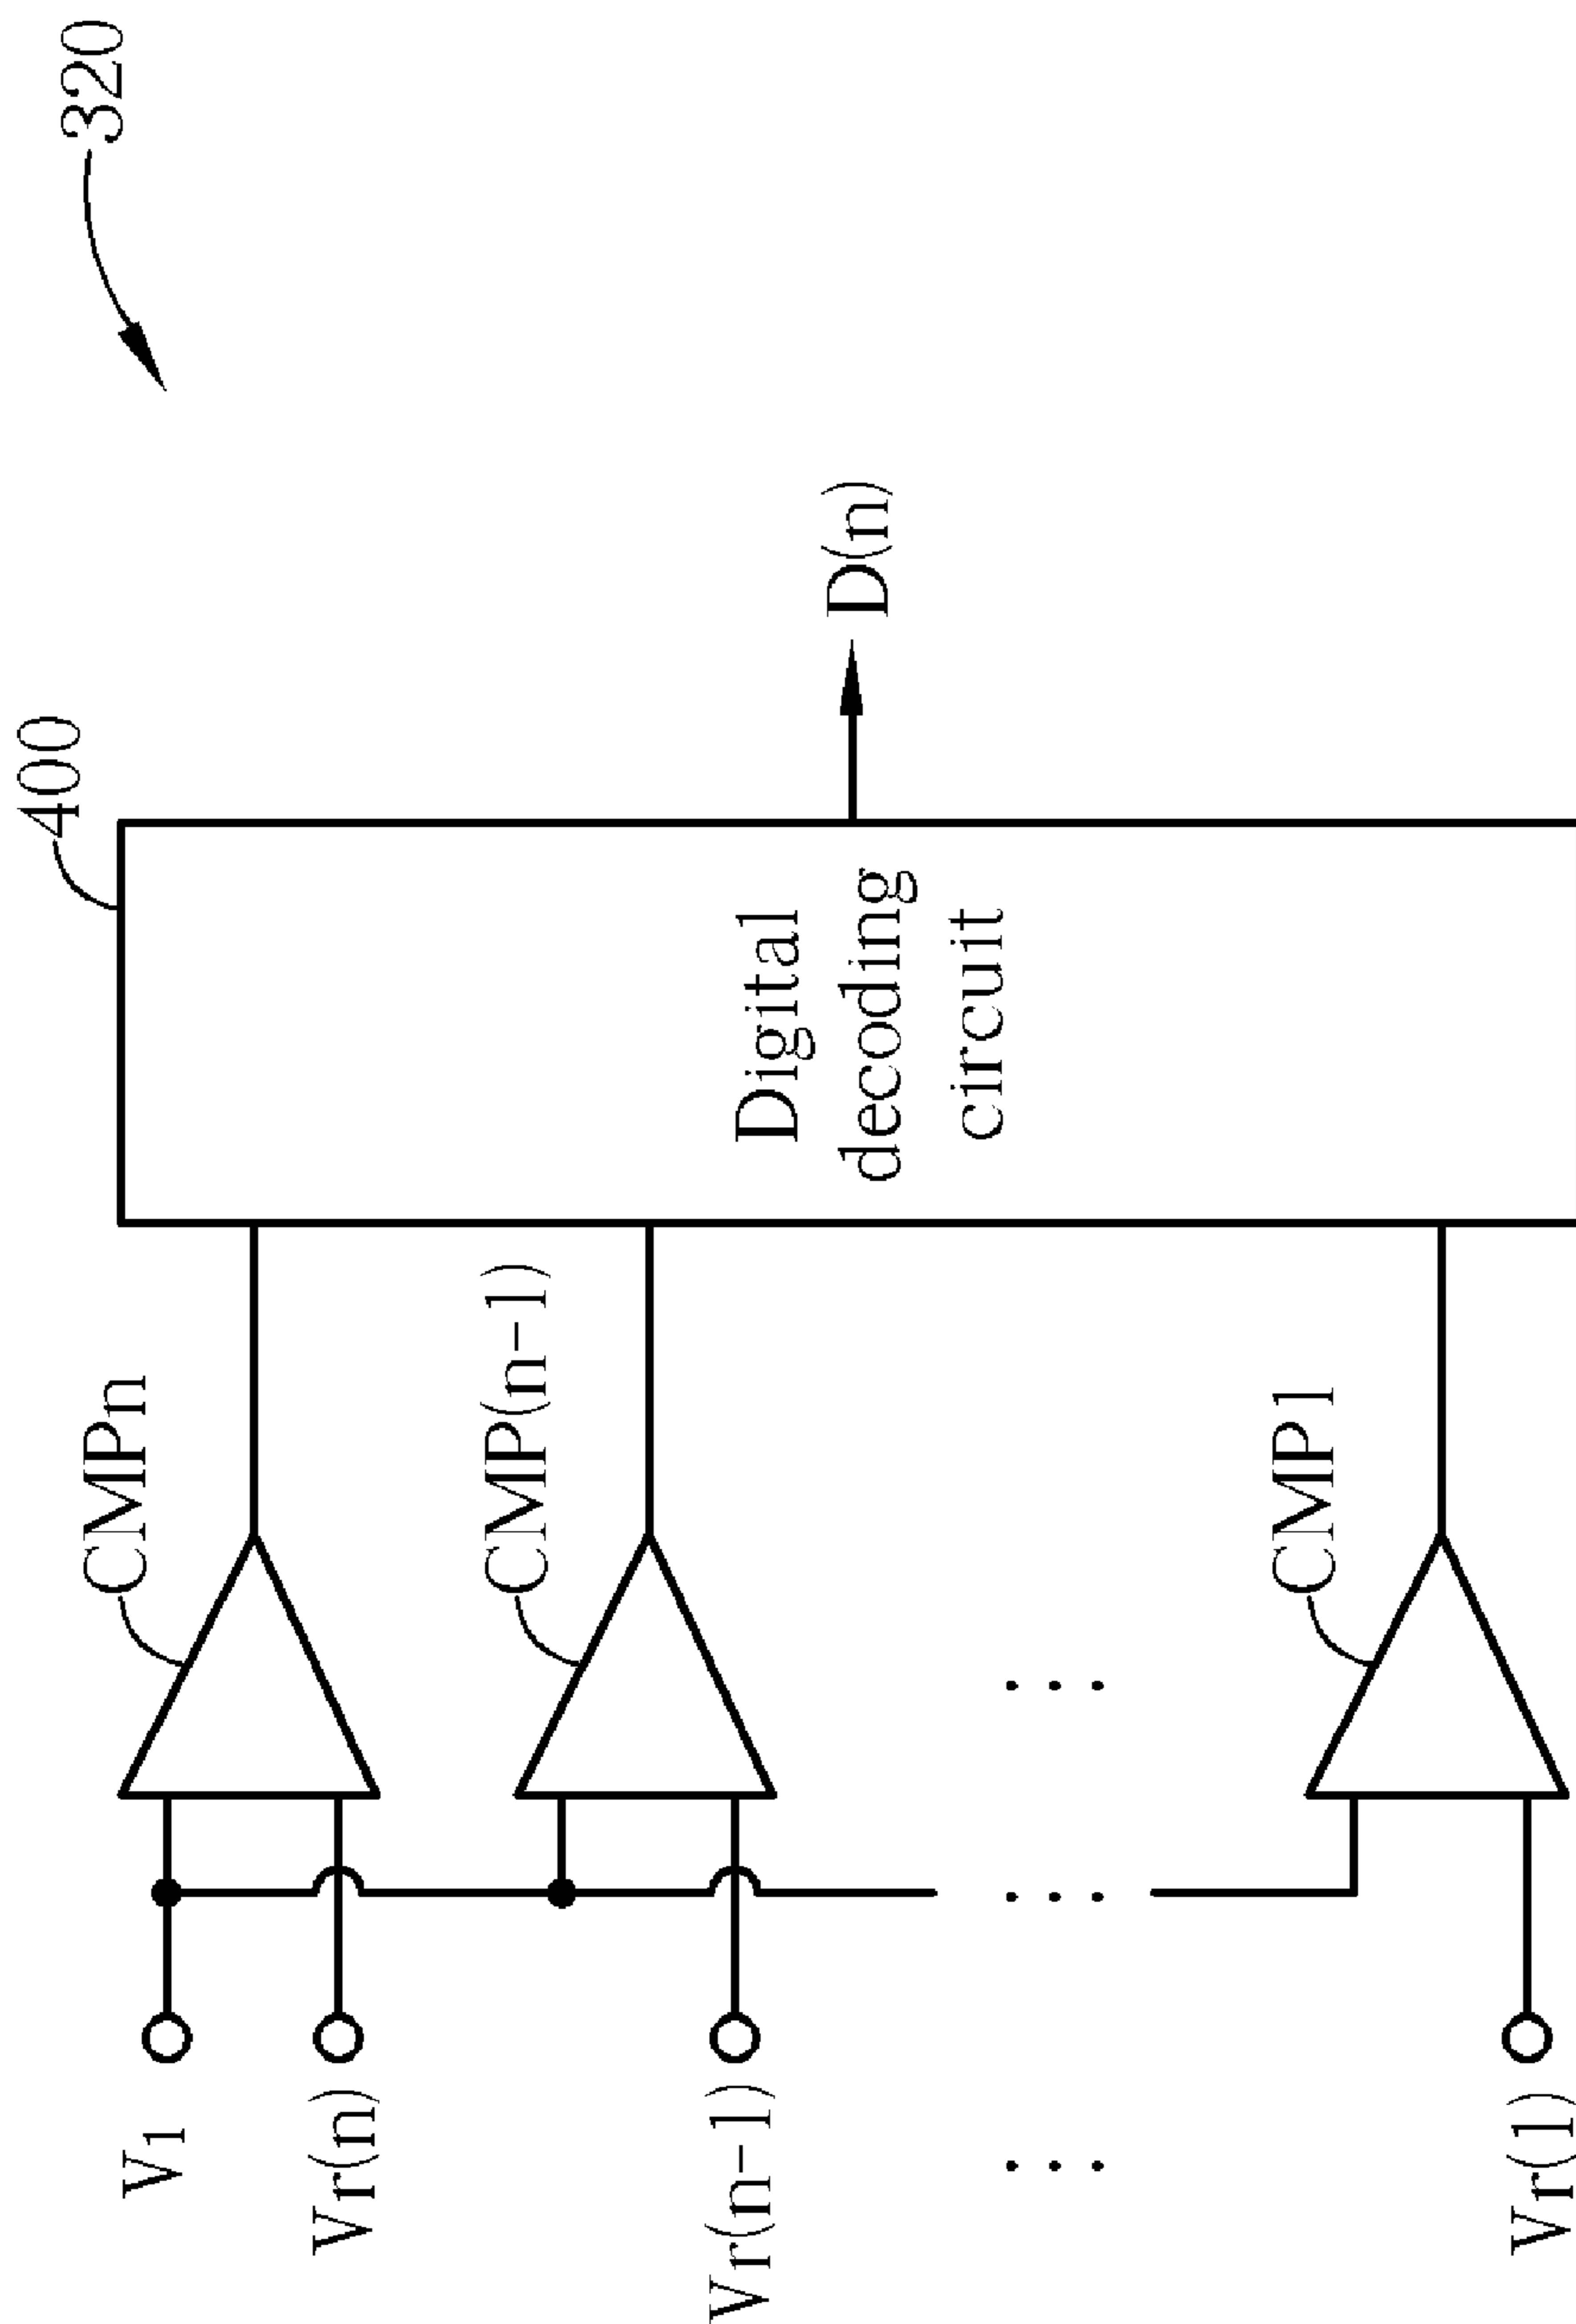 320
400
CMPn
V1
Vr(n)
CMP(n-1)
Vr(n-1)
Digital
decoding
circuit
D(n)
. . .
. . .
. . .
CMP1
Vr(1)